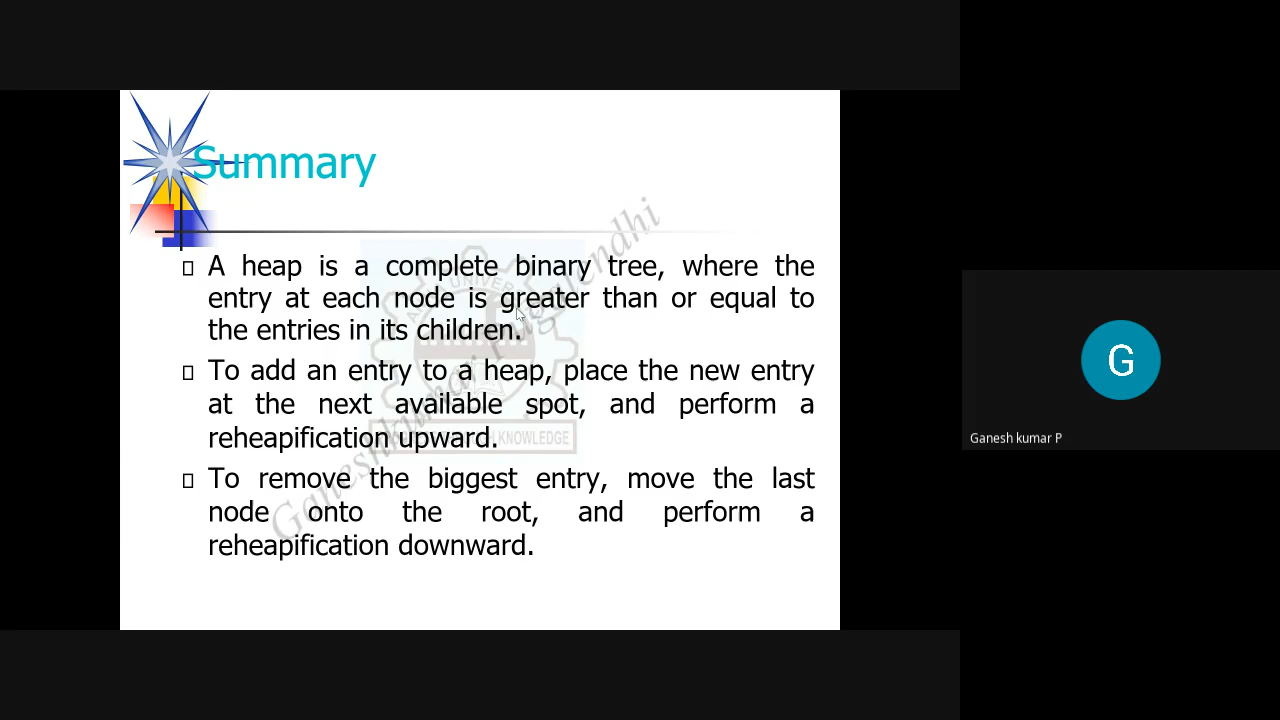 Summary
A heap is a complete binary tree, where the
entry at each node is greater than or equal to
the entries in its children.
To add an entry to a heap, place the new entry
at the next available spot, and perform a
reheapification upward.
To remove the biggest entry, move the last
node onto the root, and perform a
reheapification downward.
KNOWLEDGE
G
Ganesh kumar P